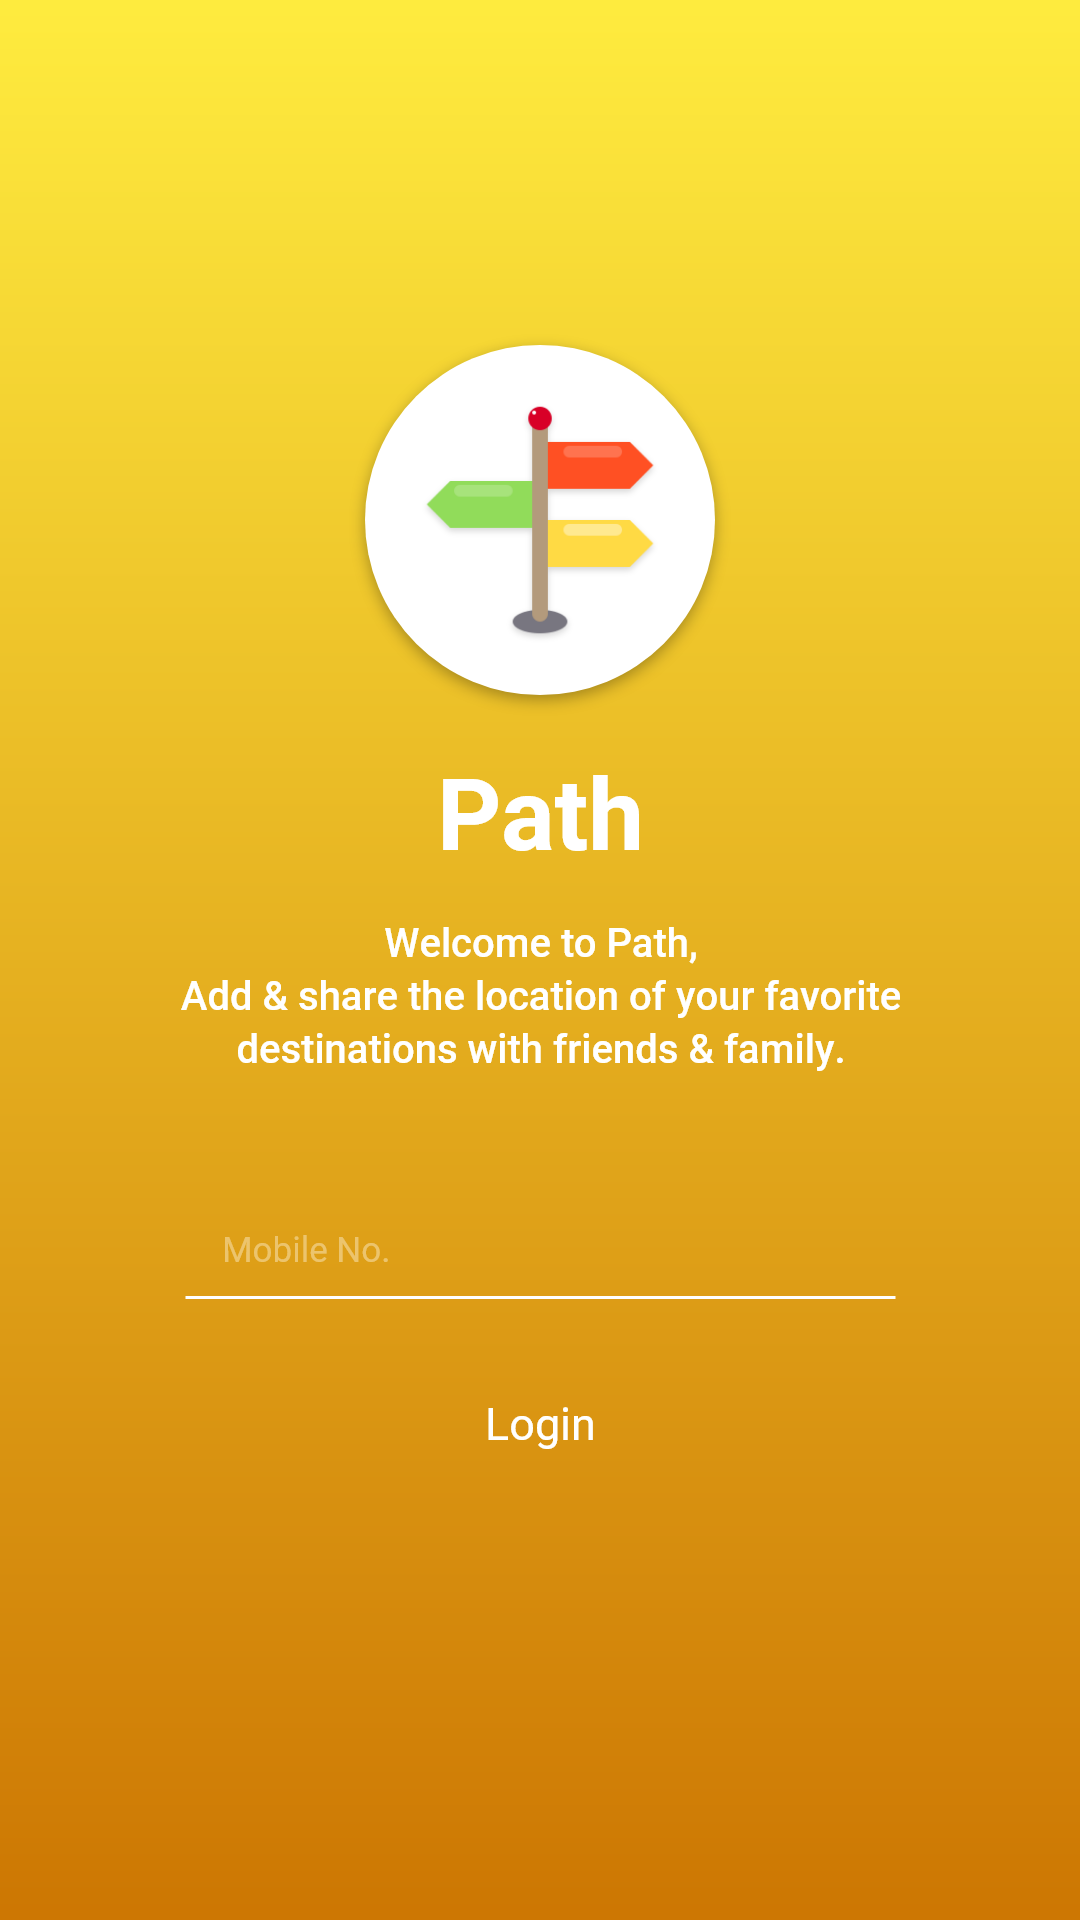 Path
Welcome to Path,
Add & share the location of your favorite
destinations with friends & family.
Mobile No.
Login